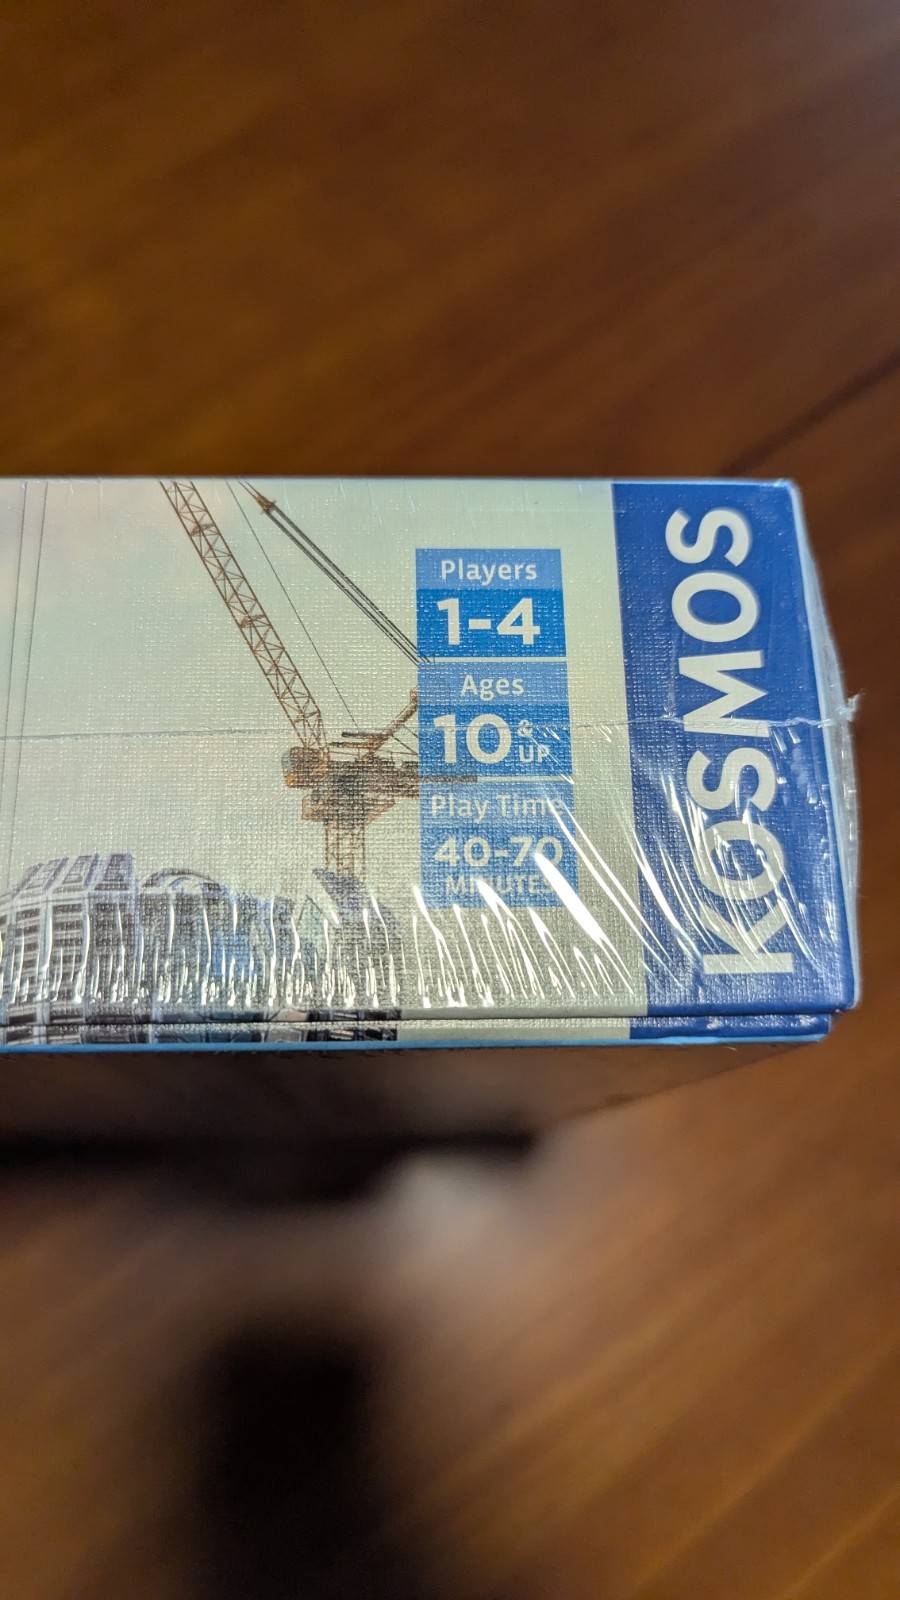 Players
1-4
Ages
10 & UP
Play Time
40-70
MINUTES
KOSMOS